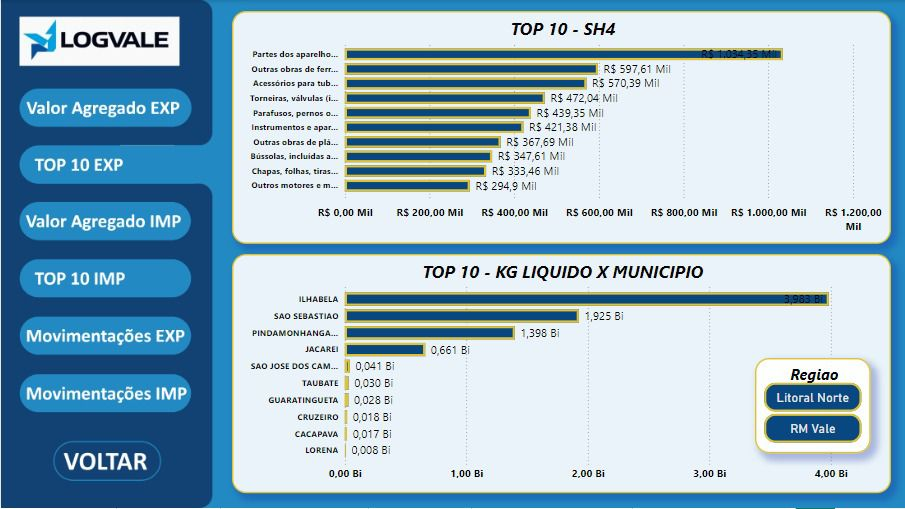 LOGVALE
Valor Agregado EXP
TOP 10 EXP
Valor Agregado IMP
TOP 10 IMP
Movimentações EXP
Movimentações IMP
VOLTAR
TOP 10 - SH4
Partes dos aparelho... R$ 1.034,35 Mil
Outras obras de ferr... R$ 597,61 Mil
Acessórios para tub... R$ 570,39 Mil
Torneiras, válvulas (i... R$ 472,04 Mil
Parafusos, pernos o... R$ 439,35 Mil
Instrumentos e apar... R$ 421,38 Mil
Outras obras de plá... R$ 367,69 Mil
Bússolas, incluídas a... R$ 347,61 Mil
Chapas, folhas, tiras... R$ 333,46 Mil
Outros motores e m... R$ 294,9 Mil
R$ 0,00 Mil R$ 200,00 Mil R$ 400,00 Mil R$ 600,00 Mil R$ 800,00 Mil R$ 1.000,00 Mil R$ 1.200,00
Mil
TOP 10 - KG LIQUIDO X MUNICIPIO
ILHABELA 3,983 Bi
SAO SEBASTIAO 1,925 Bi
PINDAMONHANGA... 1,398 Bi
JACAREI 0,661 Bi
SAO JOSE DOS CAM... 0,041 Bi
TAUBATE 0,030 Bi
GUARATINGUETA 0,028 Bi
CRUZEIRO 0,018 Bi
CACAPAVA 0,017 Bi
LORENA 0,008 Bi
0,00 Bi 1,00 Bi 2,00 Bi 3,00 Bi 4,00 Bi
Regiao
Litoral Norte
RM Vale